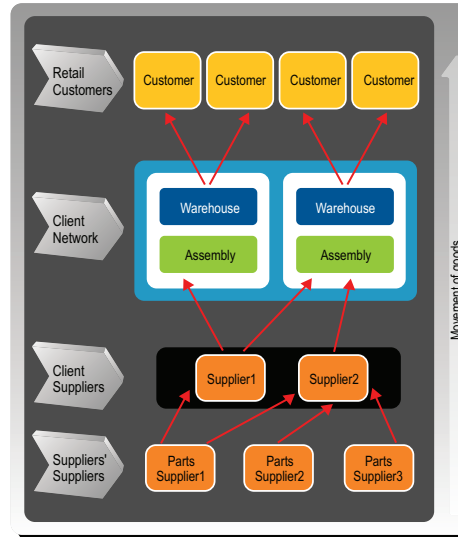 Retail
Customers
Customer
Customer
Customer
Customer
Client
Network
Warehouse
Warehouse
Assembly
Assembly
Client
Suppliers
Supplier1
Supplier2
Suppliers'
Suppliers
Parts
Supplier1
Parts
Supplier2
Parts
Supplier3
Movement of goods